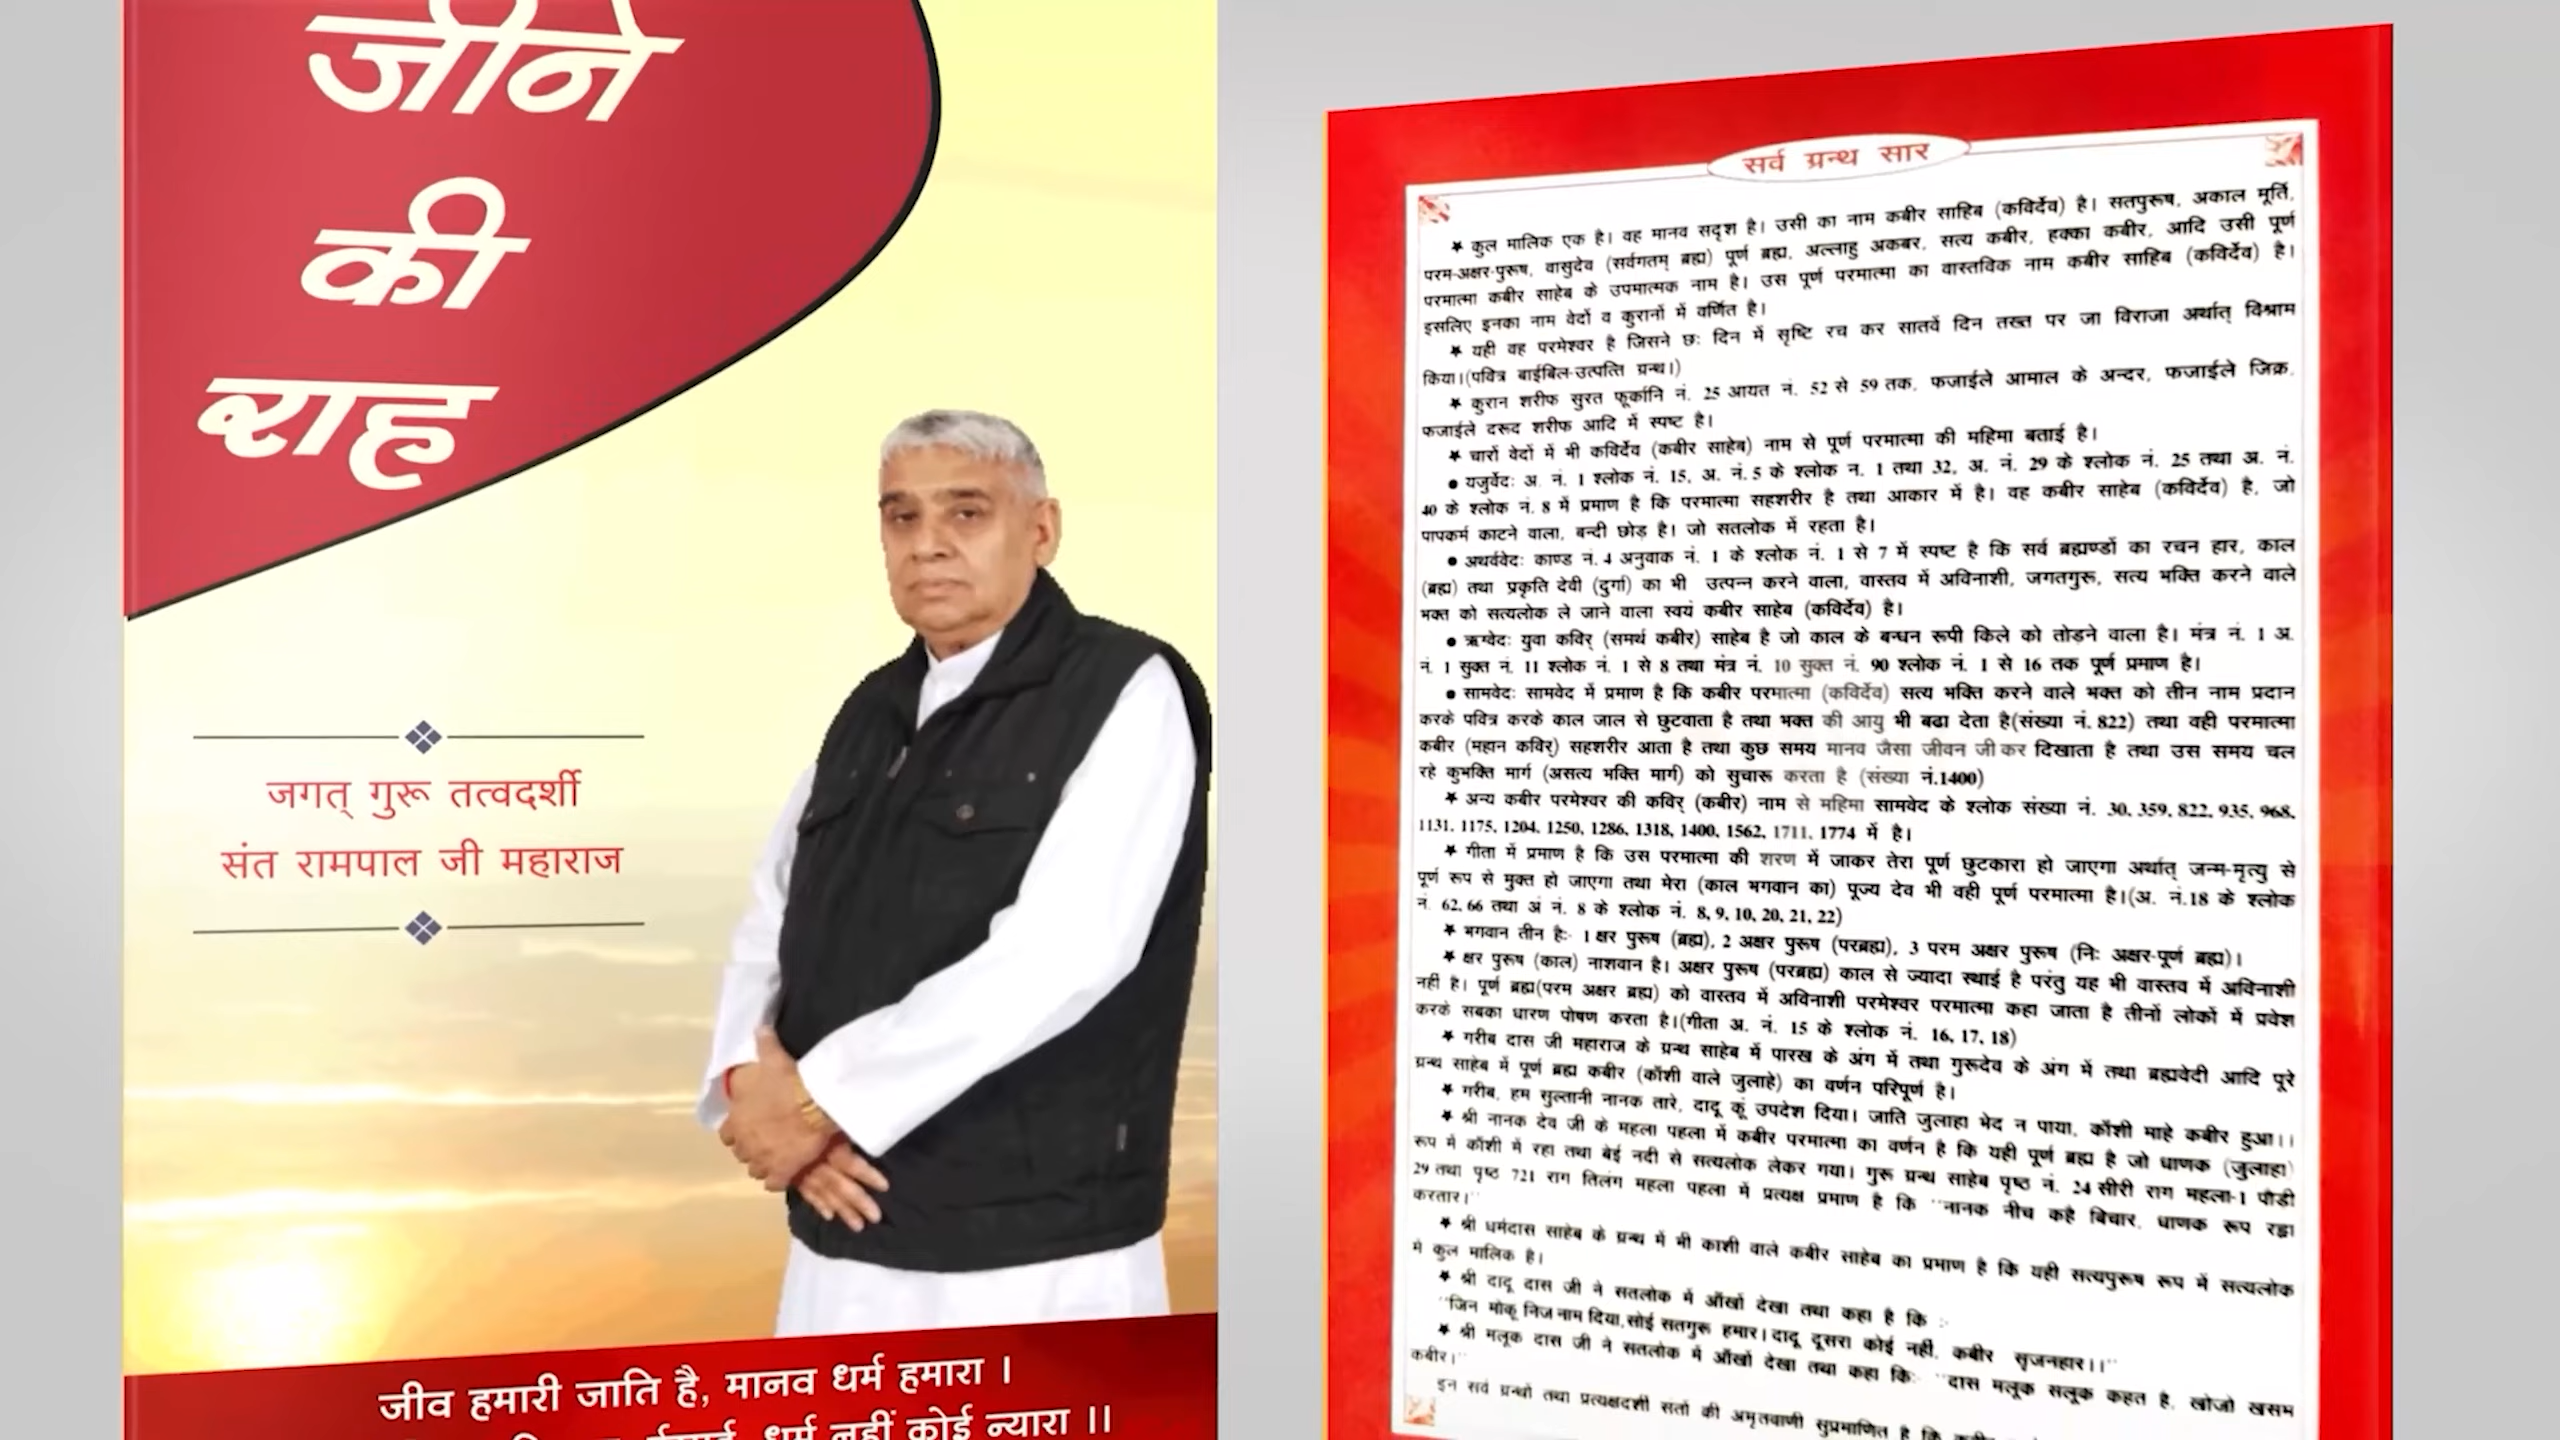 जीने
की
राह
जगत् गुरू तत्वदर्शी
संत रामपाल जी महाराज
जीव हमारी जाति है, मानव धर्म हमारा ।
धर्म नहीं कोई न्यारा ।।
सर्व ग्रन्थ सार
★ कुल मालिक एक है। वह मानव सदृश है। उसी का नाम कबीर साहिब (कविर्देव) है। सतपुरूष, अकाल मूर्ति,
परम-अक्षर-पुरूष, वासुदेव (सर्वगतम् ब्रह्म) पूर्ण ब्रह्म, अल्लाहु अकबर, सत्य कबीर, हक्का कबीर, आदि उसी पूर्ण
परमात्मा कबीर साहेब के उपमात्मक नाम है। उस पूर्ण परमात्मा का वास्तविक नाम कबीर साहिब (कविर्देव) है।
इसलिए इनका नाम वेदों व कुरानों में वर्णित है।
★ यही वह परमेश्वर है जिसने छः दिन में सृष्टि रच कर सातवें दिन तख्त पर जा विराजा अर्थात् विश्राम
किया।(पवित्र बाईबिल-उत्पत्ति ग्रन्थ।)
★ कुरान शरीफ सुरत फूर्कानि नं. 25 आयत नं. 52 से 59 तक, फजाईले आमाल के अन्दर, फजाईले जिक्र,
फजाईले दरूद शरीफ आदि में स्पष्ट है।
★ चारों वेदों में भी कविर्देव (कबीर साहेब) नाम से पूर्ण परमात्मा की महिमा बताई है।
● यजुर्वेदः अ. नं. 1 श्लोक नं. 15, अ. नं. 5 के श्लोक न. 1 तथा 32, अ. नं. 29 के श्लोक नं. 25 तथा अ. नं.
40 के श्लोक नं. 8 में प्रमाण है कि परमात्मा सहशरीर है तथा आकार में है। वह कबीर साहेब (कविर्देव) है, जो
पापकर्म काटने वाला, बन्दी छोड़ है। जो सतलोक में रहता है।
● अथर्ववेदः काण्ड नं. 4 अनुवाक नं. 1 के श्लोक नं. 1 से 7 में स्पष्ट है कि सर्व ब्रह्मण्डों का रचन हार, काल
(ब्रह्म) तथा प्रकृति देवी (दुर्गा) का भी उत्पन्न करने वाला, वास्तव में अविनाशी, जगतगुरू, सत्य भक्ति करने वाले
भक्त को सत्यलोक ले जाने वाला स्वयं कबीर साहेब (कविर्देव) है।
● ऋग्वेदः युवा कविर् (समर्थ कबीर) साहेब है जो काल के बन्धन रूपी किले को तोड़ने वाला है। मंत्र नं. 1 अ.
नं. 1 सुक्त नं. 11 श्लोक नं. 1 से 8 तथा मंत्र नं. 10 सुक्त नं. 90 श्लोक नं. 1 से 16 तक पूर्ण प्रमाण है।
● सामवेदः सामवेद में प्रमाण है कि कबीर परमात्मा (कविर्देव) सत्य भक्ति करने वाले भक्त को तीन नाम प्रदान
करके पवित्र करके काल जाल से छुटवाता है तथा भक्त की आयु भी बढा देता है(संख्या नं. 822) तथा वही परमात्मा
कबीर (महान कविर्) सहशरीर आता है तथा कुछ समय मानव जैसा जीवन जी कर दिखाता है तथा उस समय चल
रहे कुभक्ति मार्ग (असत्य भक्ति मार्ग) को सुचारू करता है (संख्या नं.1400)
★ अन्य कबीर परमेश्वर की कविर् (कबीर) नाम से महिमा सामवेद के श्लोक संख्या नं. 30, 359, 822, 935, 968,
1131, 1175, 1204, 1250, 1286, 1318, 1400, 1562, 1711, 1774 में है।
★ गीता में प्रमाण है कि उस परमात्मा की शरण में जाकर तेरा पूर्ण छुटकारा हो जाएगा अर्थात् जन्म-मृत्यु से
पूर्ण रूप से मुक्त हो जाएगा तथा मेरा (काल भगवान का) पूज्य देव भी वही पूर्ण परमात्मा है।(अ. नं.18 के श्लोक
नं. 62, 66 तथा अं नं. 8 के श्लोक नं. 8, 9, 10, 20, 21, 22)
★ भगवान तीन हैः- 1 क्षर पुरूष (ब्रह्म), 2 अक्षर पुरूष (परब्रह्म), 3 परम अक्षर पुरूष (निः अक्षर-पूर्ण ब्रह्म)।
★ क्षर पुरूष (काल) नाशवान है। अक्षर पुरूष (परब्रह्म) काल से ज्यादा स्थाई है परंतु यह भी वास्तव में अविनाशी
नहीं है। पूर्ण ब्रह्म(परम अक्षर ब्रह्म) को वास्तव में अविनाशी परमेश्वर परमात्मा कहा जाता है तीनों लोकों में प्रवेश
करके सबका धारण पोषण करता है।(गीता अ. नं. 15 के श्लोक नं. 16, 17, 18)
★ गरीब दास जी महाराज के ग्रन्थ साहेब में पारख के अंग में तथा गुरूदेव के अंग में तथा ब्रह्मवेदी आदि पूरे
ग्रन्थ साहेब में पूर्ण ब्रह्म कबीर (कॉंशी वाले जुलाहे) का वर्णन परिपूर्ण है।
★ गरीब, हम सुल्तानी नानक तारे, दादू कूं उपदेश दिया। जाति जुलाहा भेद न पाया, कॉंशी माहे कबीर हुआ।।
★ श्री नानक देव जी के महला पहला में कबीर परमात्मा का वर्णन है कि यही पूर्ण ब्रह्म है जो धाणक (जुलाहा)
रूप में कॉंशी में रहा तथा बेई नदी से सत्यलोक लेकर गया। गुरू ग्रन्थ साहेब पृष्ठ नं. 24 सीरी राग महला-1 पौड़ी
29 तथा पृष्ठ 721 राग तिलंग महला पहला में प्रत्यक्ष प्रमाण है कि ''नानक नीच कहै बिचार, धाणक रूप रहा
करतार।''
★ श्री धर्मदास साहेब के ग्रन्थ में भी काशी वाले कबीर साहेब का प्रमाण है कि यही सत्यपुरूष रूप में सत्यलोक
में कुल मालिक है।
★ श्री दादू दास जी ने सतलोक में ऑंखों देखा तथा कहा है कि :-
''जिन मोकू निज नाम दिया,सोई सतगुरू हमार। दादू दूसरा कोई नहीं, कबीर सृजनहार।।''
★ श्री मलूक दास जी ने सतलोक में ऑंखों देखा तथा कहा किः- ''दास मलूक सलूक कहत है, खोजो खसम
कबीर।''
इन सर्व ग्रन्थों तथा प्रत्यक्षदर्शी संतों की अमृतवाणी सुप्रमाणित है कि